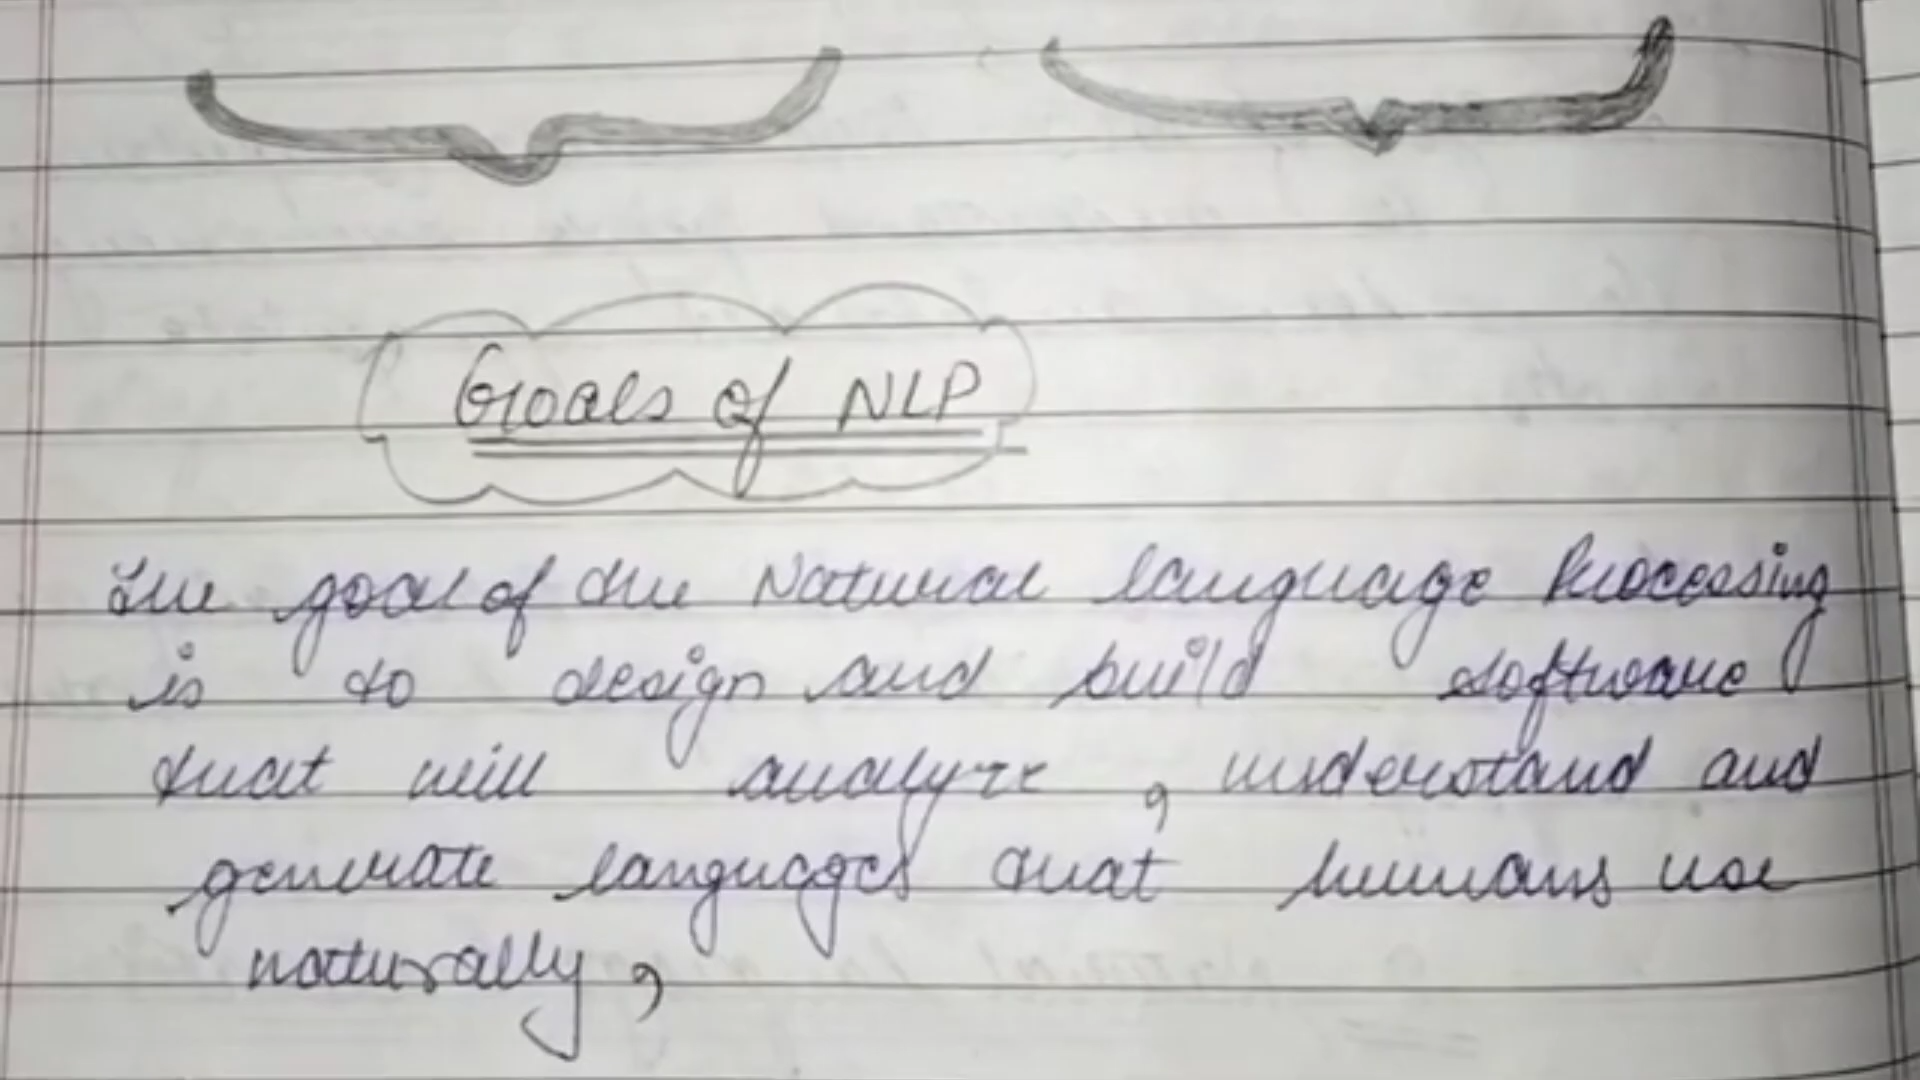 Goals of NLP
The goal of the Natural language Processing
is to design and build software
that will analyze, understand and
generate languages that humans use
naturally,